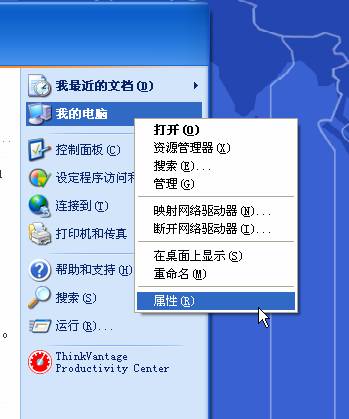 我最近的文档(D)
我的电脑
打开(O)
资源管理器(X)
搜索(E)...
管理(G)
映射网络驱动器(N)...
断开网络驱动器(I)...
在桌面上显示(S)
重命名(M)
属性(R)
控制面板(C)
设定程序访问和
连接到(T)
打印机和传真
帮助和支持(H)
搜索(S)
运行(R)...
ThinkVantage
Productivity Center